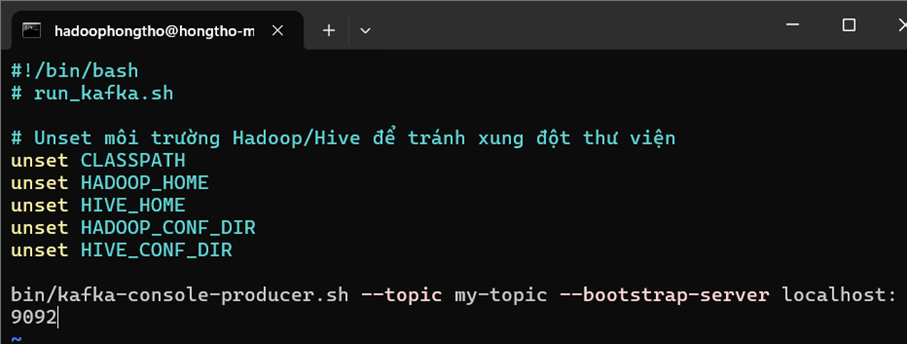 hadoophongtho@hongtho-m
#!/bin/bash
# run_kafka.sh
# Unset môi trường Hadoop/Hive để tránh xung đột thư viện
unset CLASSPATH
unset HADOOP_HOME
unset HIVE_HOME
unset HADOOP_CONF_DIR
unset HIVE_CONF_DIR
bin/kafka-console-producer.sh --topic my-topic --bootstrap-server localhost:
9092
~